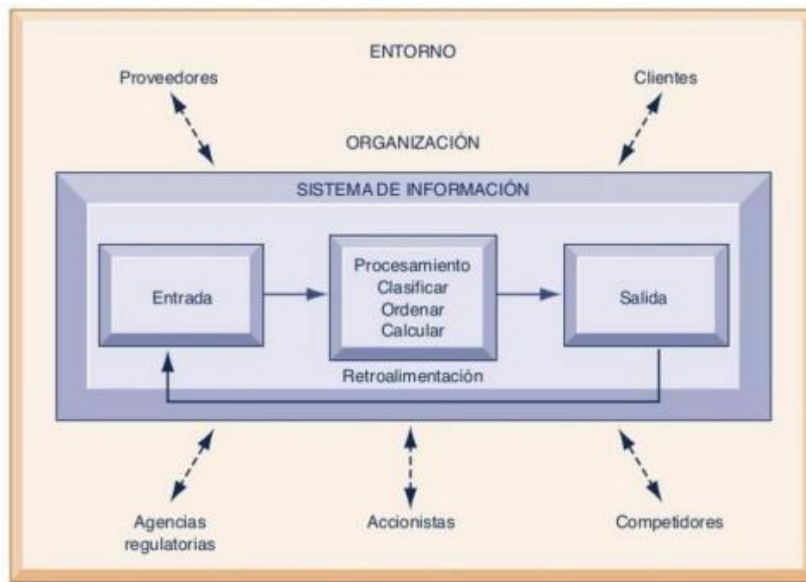 ENTORNO
Proveedores
Clientes
ORGANIZACIÓN
SISTEMA DE INFORMACIÓN
Entrada
Procesamiento
Clasificar
Ordenar
Calcular
Salida
Retroalimentación
Agencias
regulatorias
Accionistas
Competidores